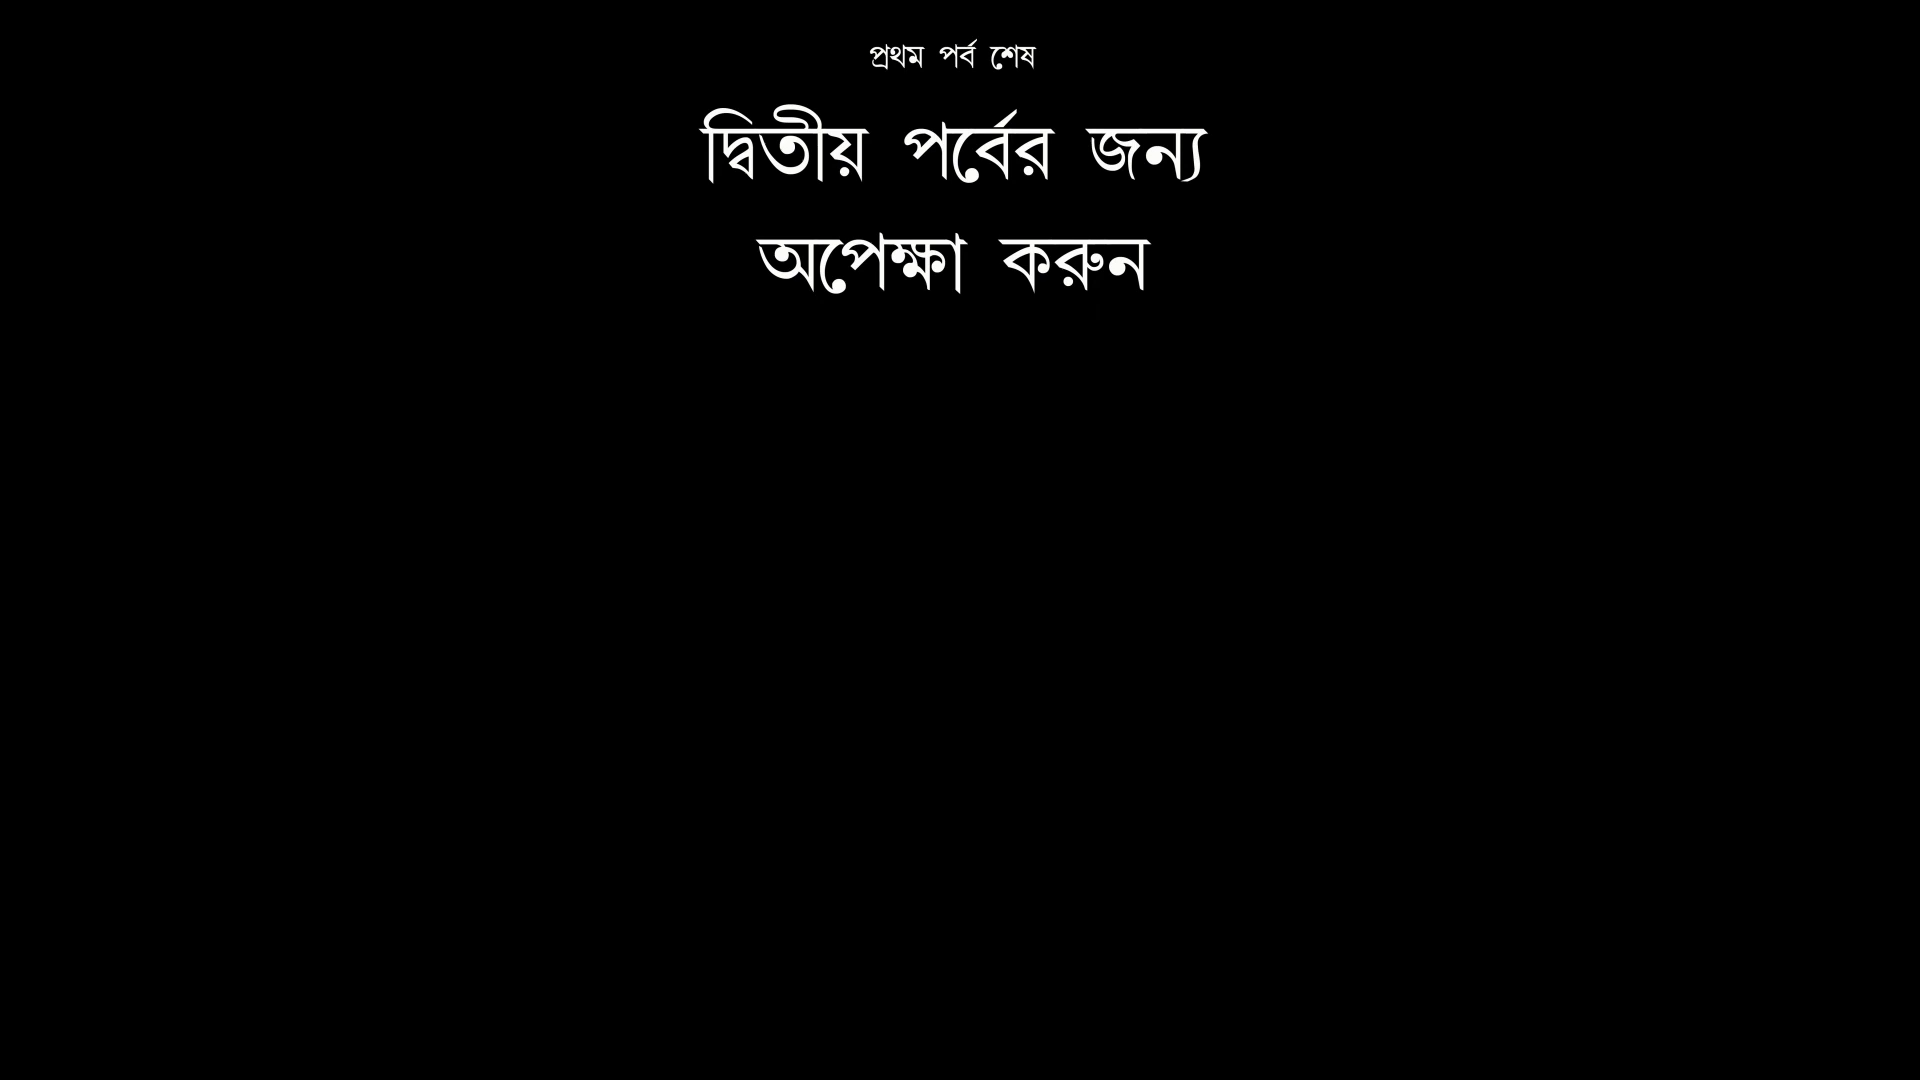 প্রথম পর্ব শেষ
দ্বিতীয় পর্বের জন্য
অপেক্ষা করুন